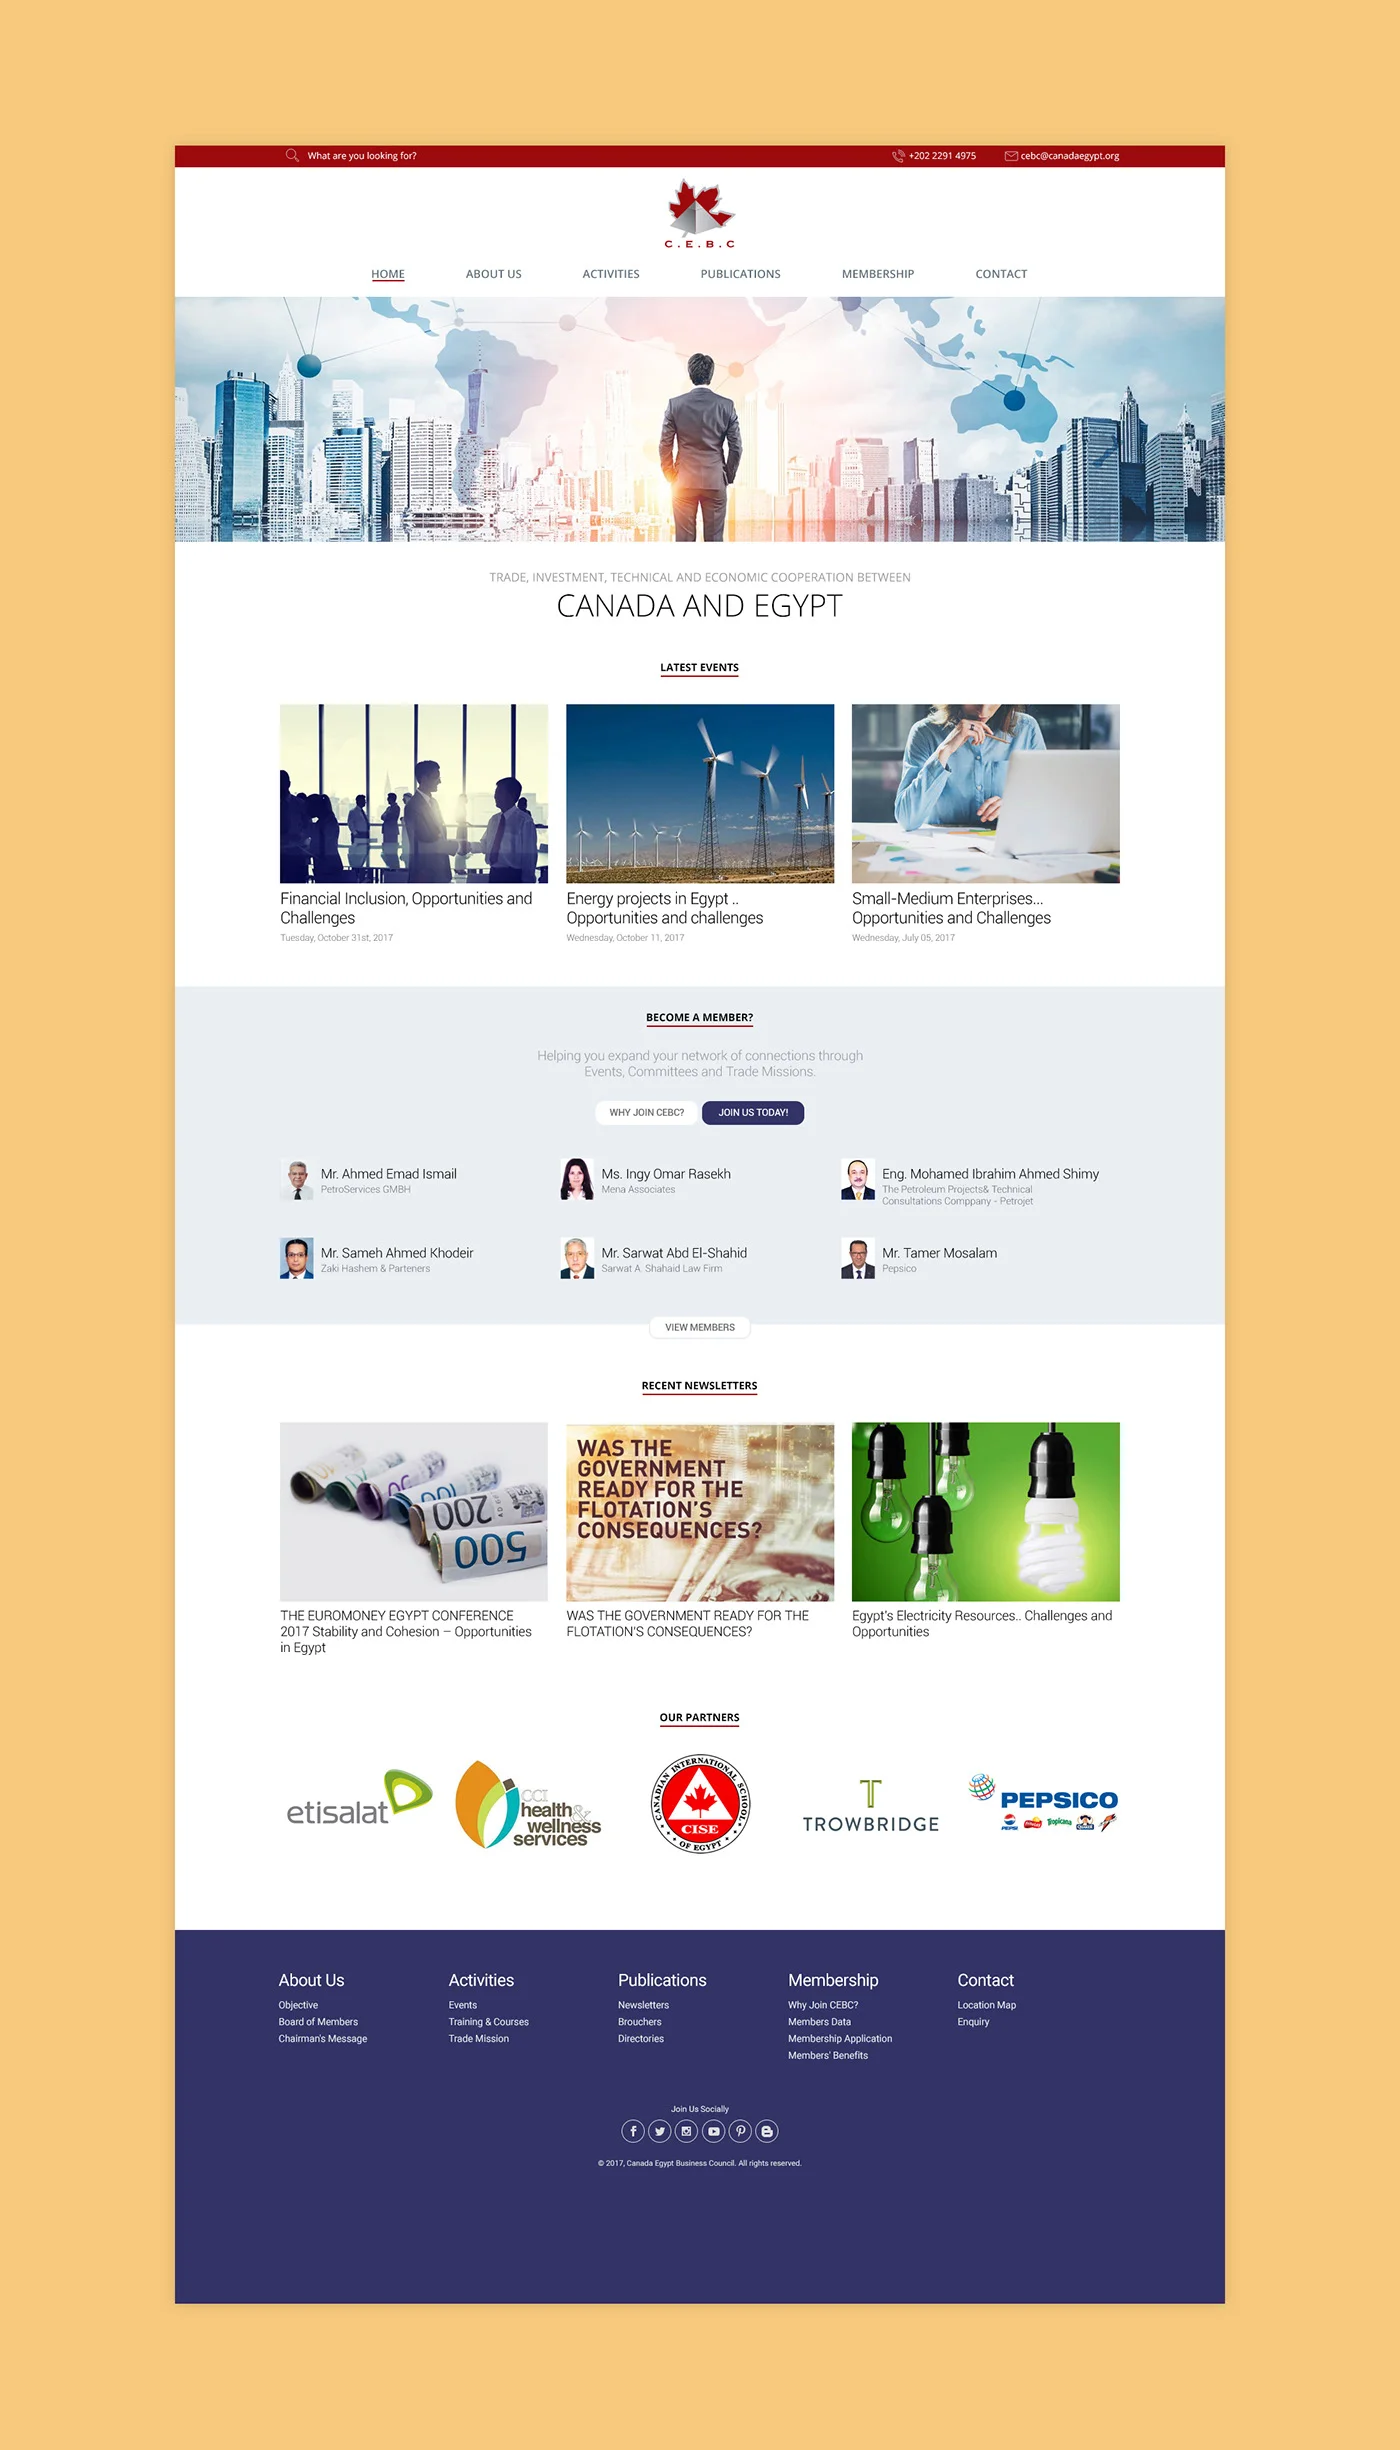 What are you looking for?
+202 2291 4975
cebc@canadaegypt.org
C.E.B.C
HOME
ABOUT US
ACTIVITIES
PUBLICATIONS
MEMBERSHIP
CONTACT
TRADE, INVESTMENT, TECHNICAL AND ECONOMIC COOPERATION BETWEEN
CANADA AND EGYPT
LATEST EVENTS
Financial Inclusion, Opportunities and
Challenges
Tuesday, October 31st, 2017
Energy projects in Egypt ..
Opportunities and challenges
Wednesday, October 11, 2017
Small-Medium Enterprises...
Opportunities and Challenges
Wednesday, July 05, 2017
BECOME A MEMBER?
Helping you expand your network of connections through
Events, Committees and Trade Missions.
WHY JOIN CEBC?
JOIN US TODAY!
Mr. Ahmed Emad Ismail
PetroServices GMBH
Ms. Ingy Omar Rasekh
Mena Associates
Eng. Mohamed Ibrahim Ahmed Shimy
The Petroleum Projects& Technical
Consultations Comppany - Petrojet
Mr. Sameh Ahmed Khodeir
Zaki Hashem & Parteners
Mr. Sarwat Abd El-Shahid
Sarwat A. Shahaid Law Firm
Mr. Tamer Mosalam
Pepsico
VIEW MEMBERS
RECENT NEWSLETTERS
200
500
THE EUROMONEY EGYPT CONFERENCE
2017 Stability and Cohesion – Opportunities
in Egypt
WAS THE
GOVERNMENT
READY FOR THE
FLOTATION'S
CONSEQUENCES?
WAS THE GOVERNMENT READY FOR THE
FLOTATION'S CONSEQUENCES?
Egypt's Electricity Resources.. Challenges and
Opportunities
OUR PARTNERS
etisalat
CCI
health&
wellness
services
CANADIAN INTERNATIONAL SCHOOL
CISE
OF EGYPT
T
TROWBRIDGE
PEPSICO
PEPSI
Tropicana
About Us
Objective
Board of Members
Chairman's Message
Activities
Events
Training & Courses
Trade Mission
Publications
Newsletters
Brouchers
Directories
Membership
Why Join CEBC?
Members Data
Membership Application
Members' Benefits
Contact
Location Map
Enquiry
Join Us Socially
© 2017, Canada Egypt Business Council. All rights reserved.